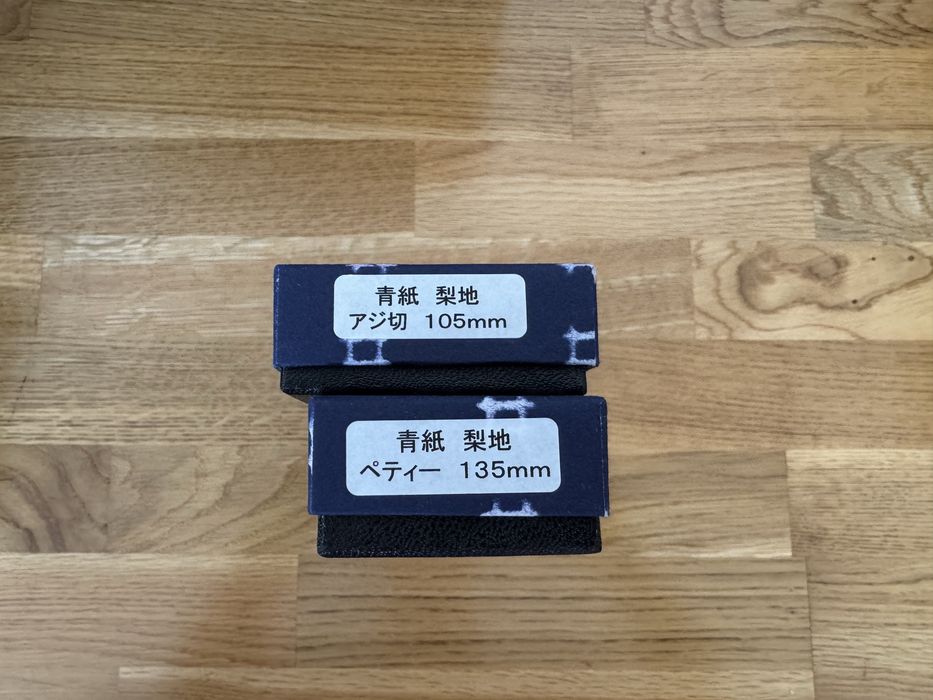 青紙　梨地
アジ切　105mm
青紙　梨地
ペティー　135mm